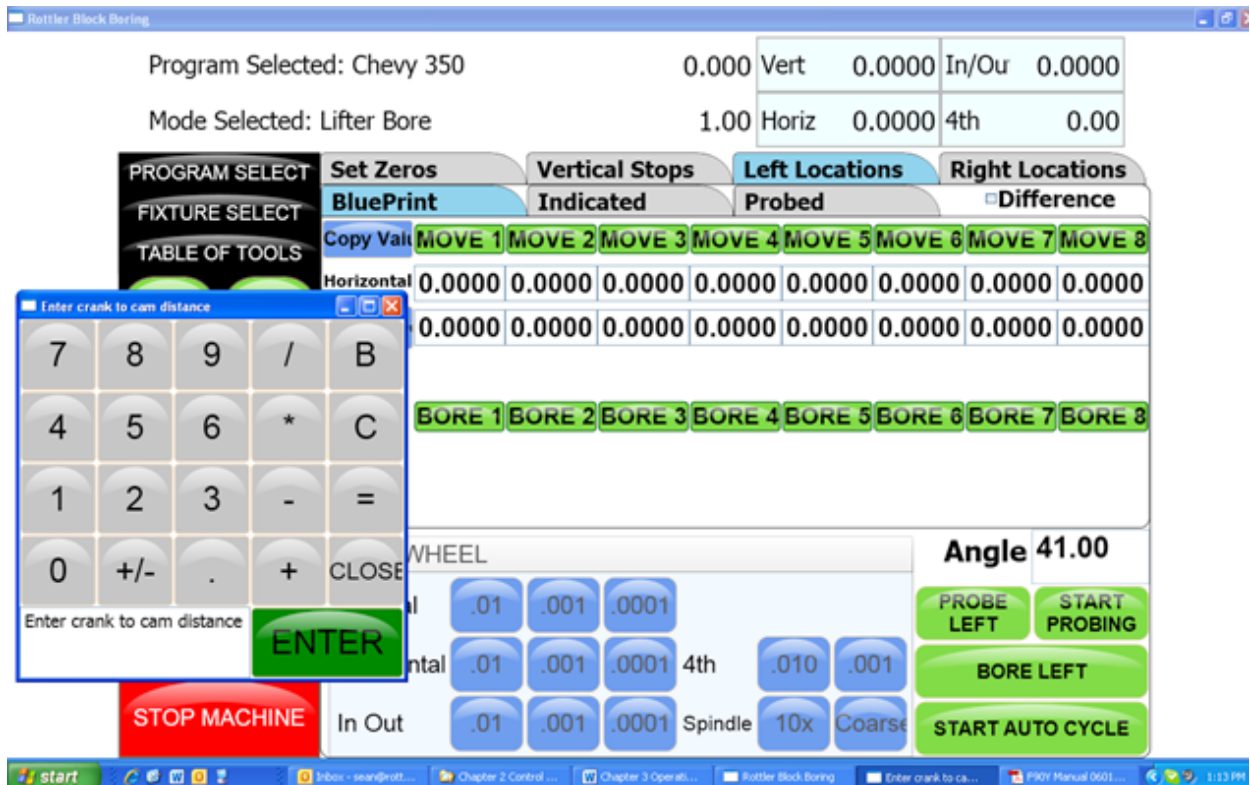 Rottler Block Boring
Program Selected: Chevy 350
0.000
Vert 0.0000 In/Ou 0.0000
Mode Selected: Lifter Bore
1.00
Horiz 0.0000 4th 0.00
PROGRAM SELECT
FIXTURE SELECT
TABLE OF TOOLS
Set Zeros Vertical Stops Left Locations Right Locations
BluePrint Indicated Probed Difference
Copy Valu MOVE 1 MOVE 2 MOVE 3 MOVE 4 MOVE 5 MOVE 6 MOVE 7 MOVE 8
Horizontal 0.0000 0.0000 0.0000 0.0000 0.0000 0.0000 0.0000 0.0000
0.0000 0.0000 0.0000 0.0000 0.0000 0.0000 0.0000 0.0000
BORE 1 BORE 2 BORE 3 BORE 4 BORE 5 BORE 6 BORE 7 BORE 8
Enter crank to cam distance
7 8 9 / B
4 5 6 * C
1 2 3 - =
0 +/- . + CLOSE
Enter crank to cam distance
ENTER
WHEEL
Angle 41.00
al .01 .001 .0001
ntal .01 .001 .0001 4th .010 .001
In Out .01 .001 .0001 Spindle 10x Coarse
PROBE LEFT
START PROBING
BORE LEFT
START AUTO CYCLE
STOP MACHINE
start
Inbox - sean@rott...
Chapter 2 Control ...
Chapter 3 Operati...
Rottler Block Boring
Enter crank to ca...
F90Y Manual 0601...
1:13 PM